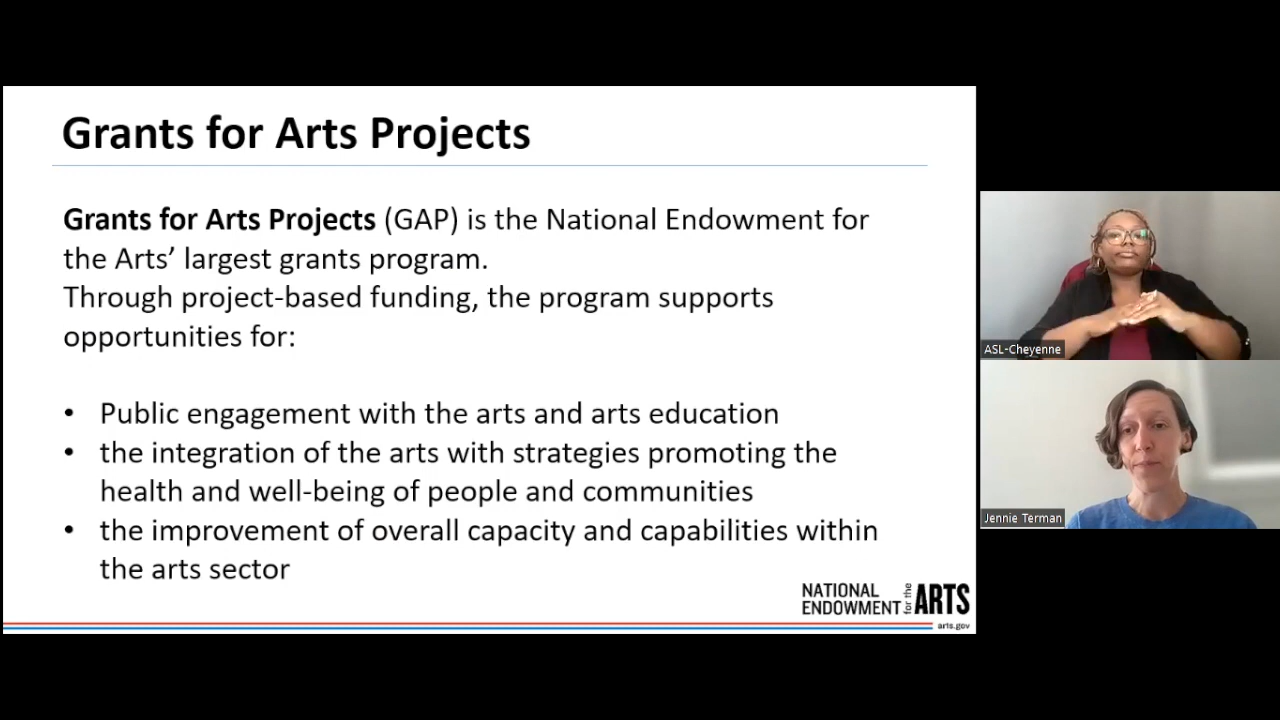 Grants for Arts Projects
Grants for Arts Projects (GAP) is the National Endowment for
the Arts’ largest grants program.
Through project-based funding, the program supports
opportunities for:
• Public engagement with the arts and arts education
• the integration of the arts with strategies promoting the
health and well-being of people and communities
• the improvement of overall capacity and capabilities within
the arts sector
NATIONAL
ENDOWMENT for the ARTS
arts.gov
ASL-Cheyenne
Jennie Terman